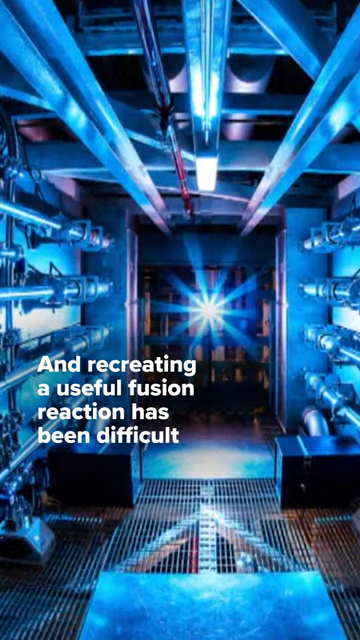 And recreating
a useful fusion
reaction has
been difficult